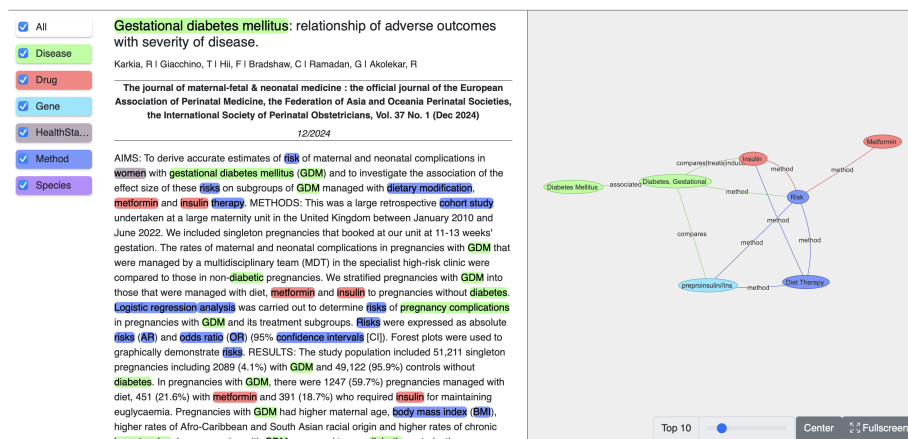 All
Disease
Drug
Gene
HealthSta...
Method
Species
Gestational diabetes mellitus: relationship of adverse outcomes
with severity of disease.
Karkia, R | Giacchino, T | Hii, F | Bradshaw, C | Ramadan, G | Akolekar, R
The journal of maternal-fetal & neonatal medicine : the official journal of the European
Association of Perinatal Medicine, the Federation of Asia and Oceania Perinatal Societies,
the International Society of Perinatal Obstetricians, Vol. 37 No. 1 (Dec 2024)
12/2024
AIMS: To derive accurate estimates of risk of maternal and neonatal complications in
women with gestational diabetes mellitus (GDM) and to investigate the association of the
effect size of these risks on subgroups of GDM managed with dietary modification,
metformin and insulin therapy. METHODS: This was a large retrospective cohort study
undertaken at a large maternity unit in the United Kingdom between January 2010 and
June 2022. We included singleton pregnancies that booked at our unit at 11-13 weeks'
gestation. The rates of maternal and neonatal complications in pregnancies with GDM that
were managed by a multidisciplinary team (MDT) in the specialist high-risk clinic were
compared to those in non-diabetic pregnancies. We stratified pregnancies with GDM into
those that were managed with diet, metformin and insulin to pregnancies without diabetes.
Logistic regression analysis was carried out to determine risks of pregnancy complications
in pregnancies with GDM and its treatment subgroups. Risks were expressed as absolute
risks (AR) and odds ratio (OR) (95% confidence intervals [CI]). Forest plots were used to
graphically demonstrate risks. RESULTS: The study population included 51,211 singleton
pregnancies including 2089 (4.1%) with GDM and 49,122 (95.9%) controls without
diabetes. In pregnancies with GDM, there were 1247 (59.7%) pregnancies managed with
diet, 451 (21.6%) with metformin and 391 (18.7%) who required insulin for maintaining
euglycaemia. Pregnancies with GDM had higher maternal age, body mass index (BMI),
higher rates of Afro-Caribbean and South Asian racial origin and higher rates of chronic
Metformin
Insulin
compares|treats|induc
method
method
Diabetes Mellitus
associated
Diabetes, Gestational
method
Risk
method
compares
method
method
preproinsulin//Ins
method
Diet Therapy
Top 10
Center
Fullscreen